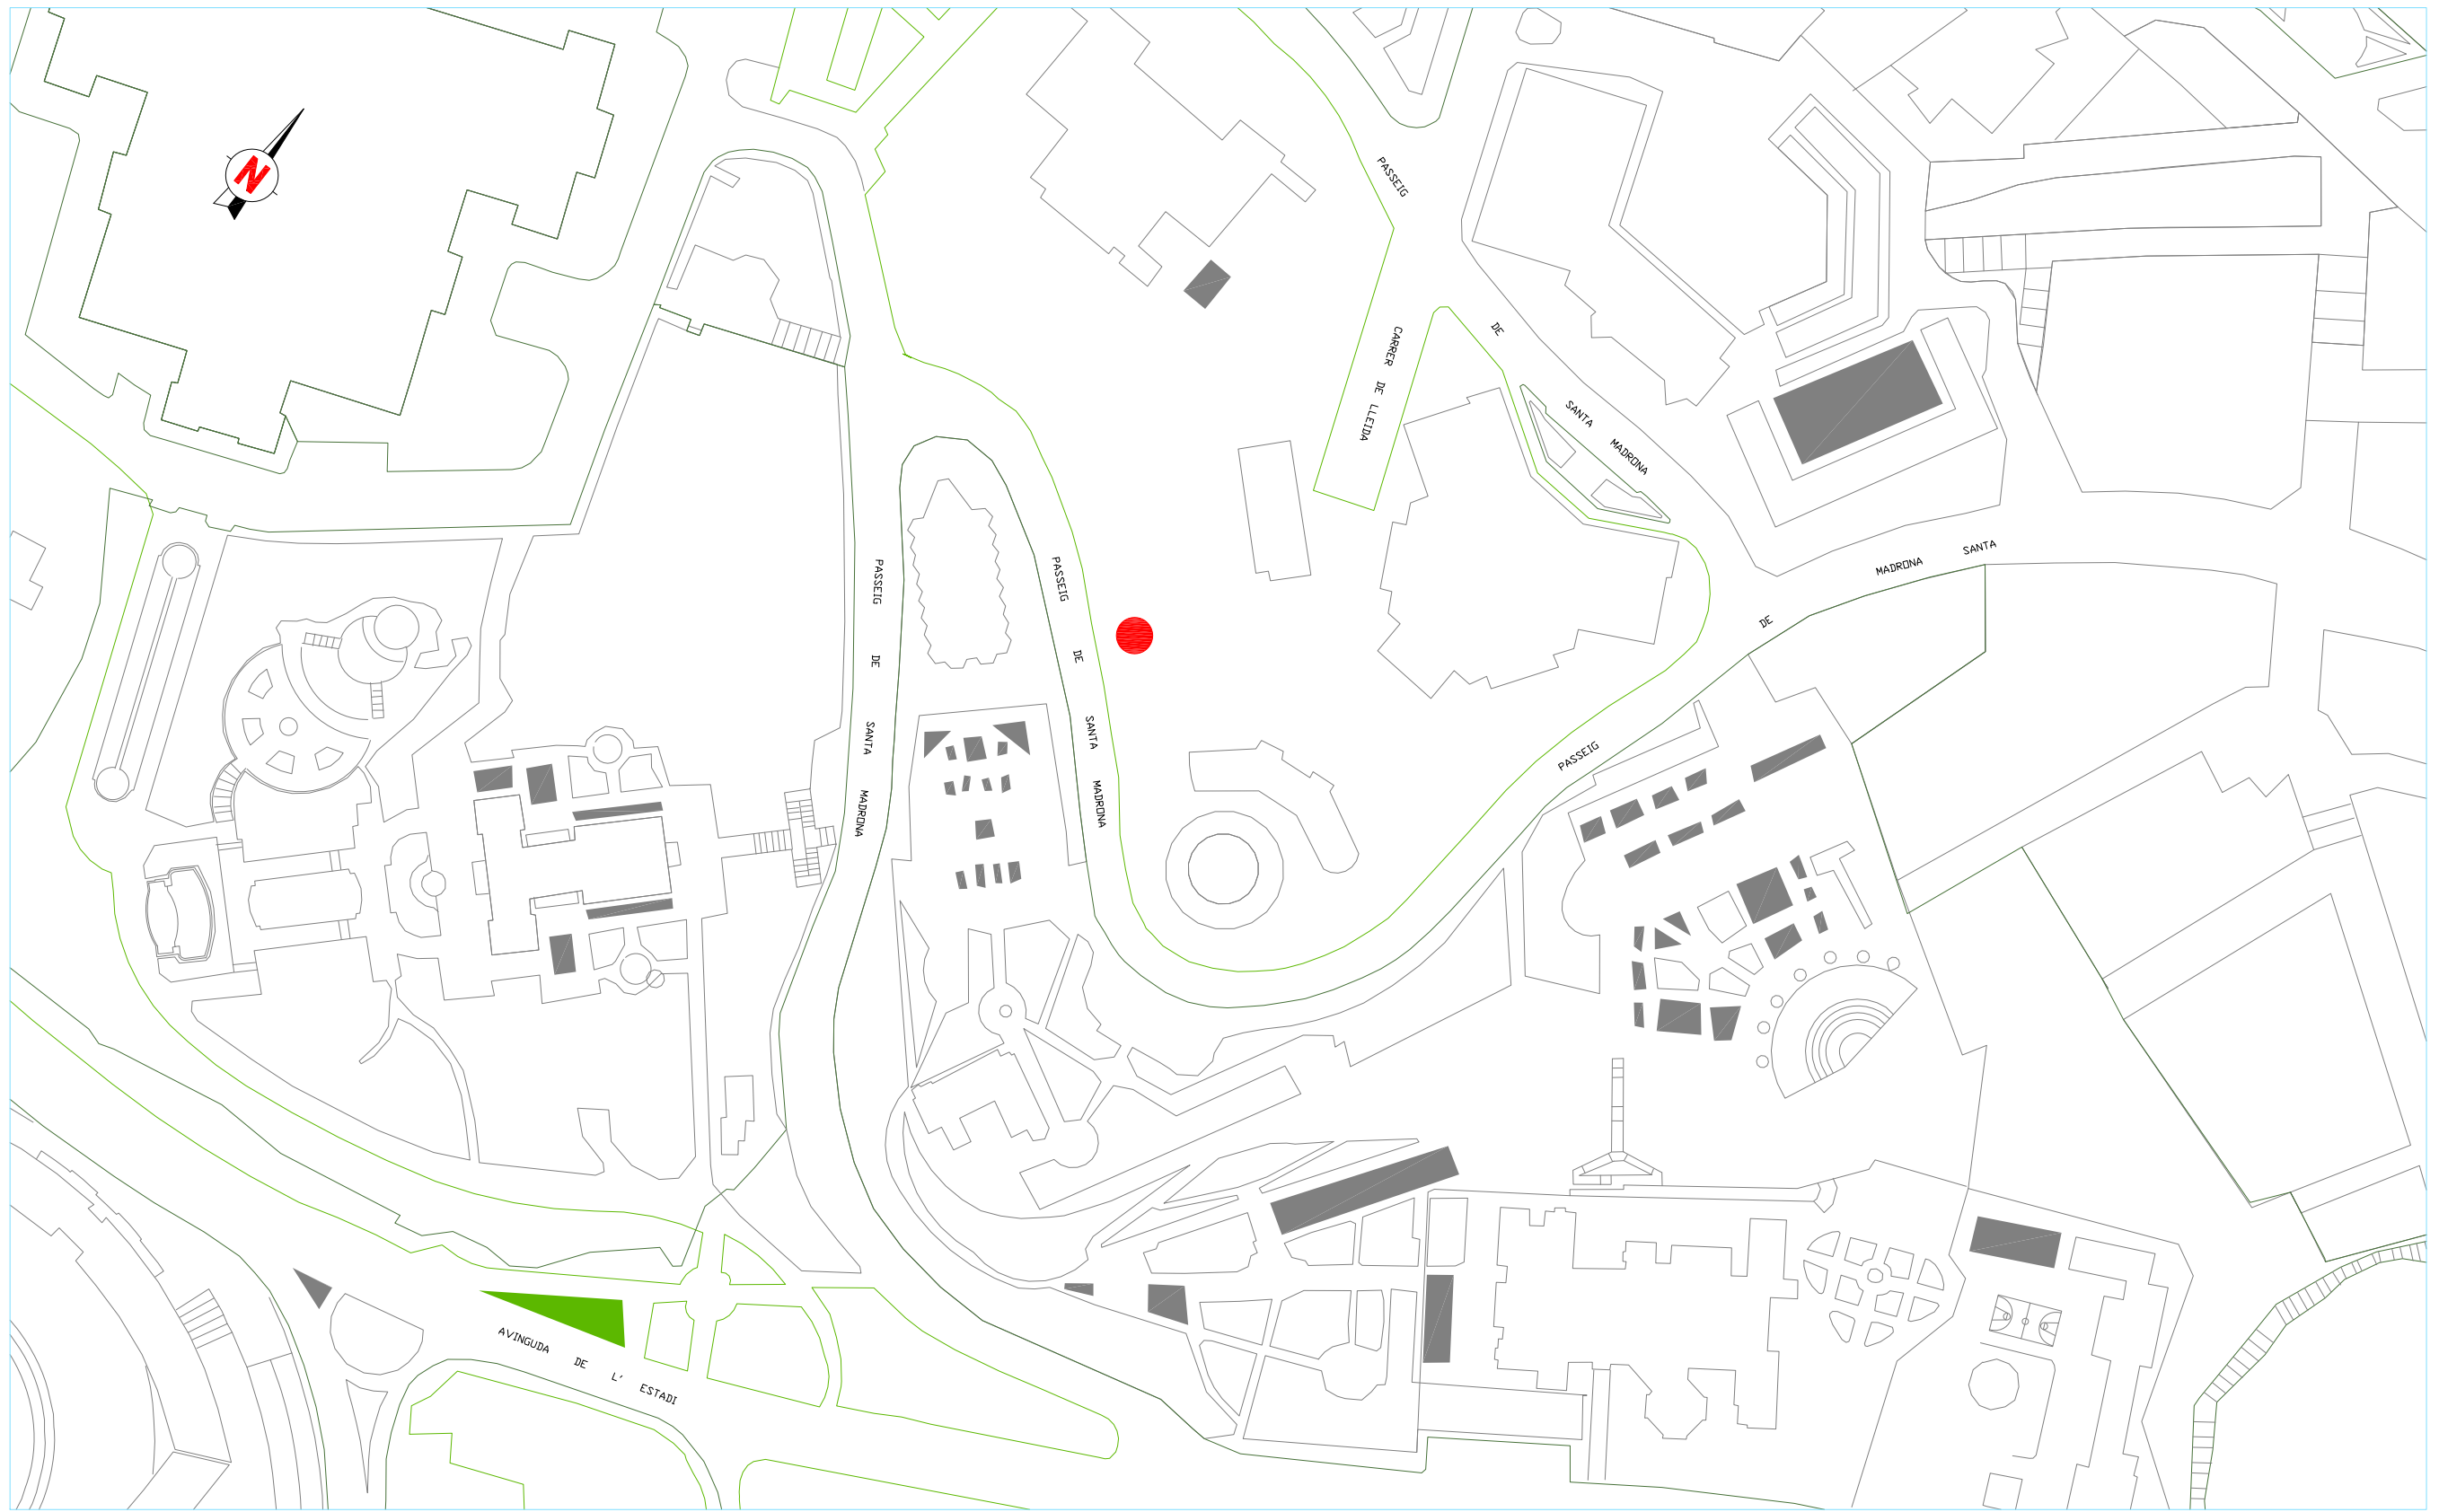 N
PASSEIG
DE
SANTA
MADRONA
CARRER DE LLEIDA
PASSEIG
DE
SANTA
MADRONA
PASSEIG
DE
SANTA
MADRONA
PASSEIG
DE
MADRONA
SANTA
AVINGUDA DE L' ESTADI